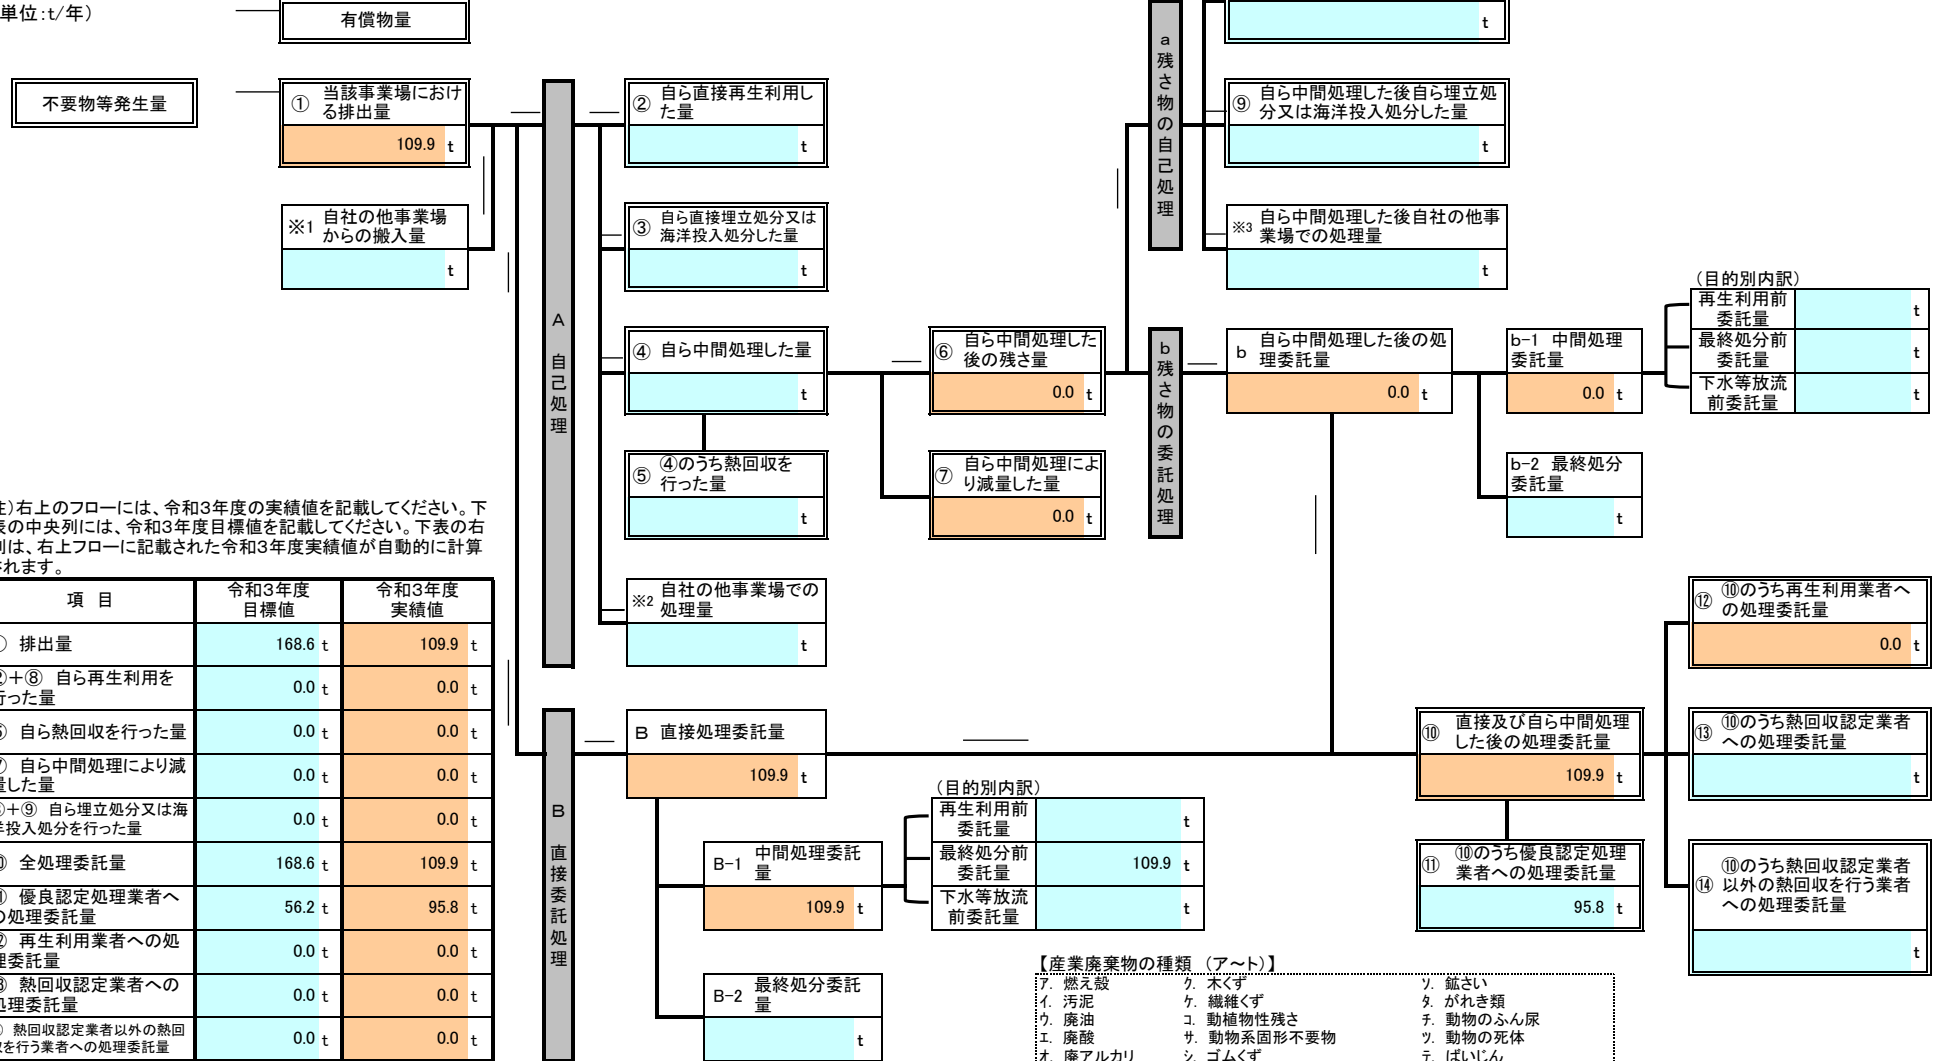 単位:t/年)
有償物量
t
不要物等発生量
① 当該事業場におけ
る排出量
109.9 t
※1 自社の他事業場
からの搬入量
t
A 自己処理
② 自ら直接再生利用し
た量
t
③ 自ら直接埋立処分又は
海洋投入処分した量
t
④ 自ら中間処理した量
t
⑤ ④のうち熱回収を
行った量
t
※2 自社の他事業場での
処理量
t
⑥ 自ら中間処理した
後の残さ量
0.0 t
⑦ 自ら中間処理によ
り減量した量
0.0 t
a 残さ物の自己処理
⑨ 自ら中間処理した後自ら埋立処
分又は海洋投入処分した量
t
※3 自ら中間処理した後自社の他事
業場での処理量
t
b 残さ物の委託処理
b 自ら中間処理した後の処
理委託量
0.0 t
b-1 中間処理
委託量
0.0 t
b-2 最終処分
委託量
t
(目的別内訳)
再生利用前
委託量
t
最終処分前
委託量
t
下水等放流
前委託量
t
注)右上のフローには、令和3年度の実績値を記載してください。下
表の中央列には、令和3年度目標値を記載してください。下表の右
列は、右上フローに記載された令和3年度実績値が自動的に計算
されます。
項 目 令和3年度
目標値 令和3年度
実績値
排出量 168.6 t 109.9 t
②+⑧ 自ら再生利用を
行った量 0.0 t 0.0 t
自ら熱回収を行った量 0.0 t 0.0 t
自ら中間処理により減
量した量 0.0 t 0.0 t
+⑨ 自ら埋立処分又は海
洋投入処分を行った量 0.0 t 0.0 t
全処理委託量 168.6 t 109.9 t
優良認定処理業者へ
の処理委託量 56.2 t 95.8 t
再生利用業者への処
理委託量 0.0 t 0.0 t
熱回収認定業者への
処理委託量 0.0 t 0.0 t
熱回収認定業者以外の熱回
収を行う業者への処理委託量 0.0 t 0.0 t
B 直接委託処理
B 直接処理委託量
109.9 t
B-1 中間処理委託
量
109.9 t
B-2 最終処分委託
量
t
(目的別内訳)
再生利用前
委託量
t
最終処分前
委託量
109.9 t
下水等放流
前委託量
t
⑩ 直接及び自ら中間処理
した後の処理委託量
109.9 t
⑪ ⑩のうち優良認定処理
業者への処理委託量
95.8 t
⑫ ⑩のうち再生利用業者へ
の処理委託量
0.0 t
⑬ ⑩のうち熱回収認定業者
への処理委託量
t
⑭ ⑩のうち熱回収認定業者
以外の熱回収を行う業者
への処理委託量
t
【産業廃棄物の種類 (ア~ト)】
ア. 燃え殻 ク. 木くず ソ. 鉱さい
イ. 汚泥 ケ. 繊維くず タ. がれき類
ウ. 廃油 コ. 動植物性残さ チ. 動物のふん尿
エ. 廃酸 サ. 動物系固形不要物 ツ. 動物の死体
オ. 廃アルカリ シ. ゴムくず テ. ばいじん